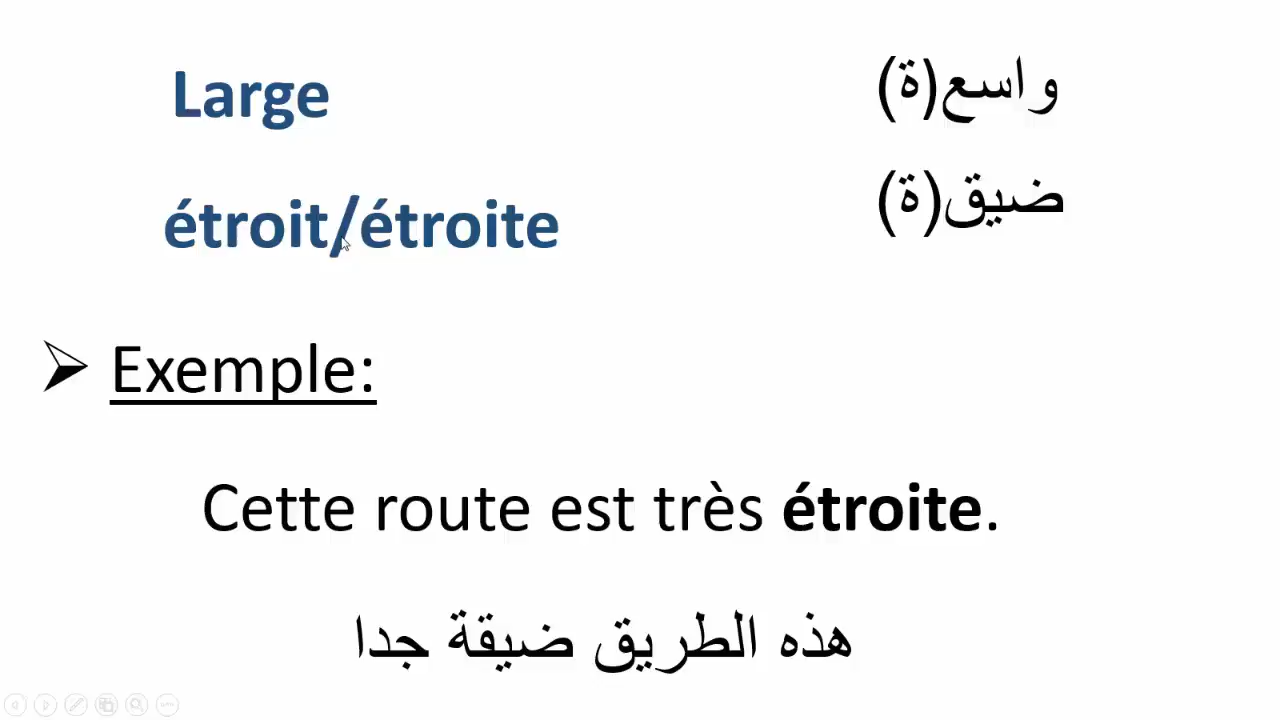 Large واسع(ة)
étroit/étroite ضيق(ة)
Exemple:
Cette route est très étroite.
هذه الطريق ضيقة جدا